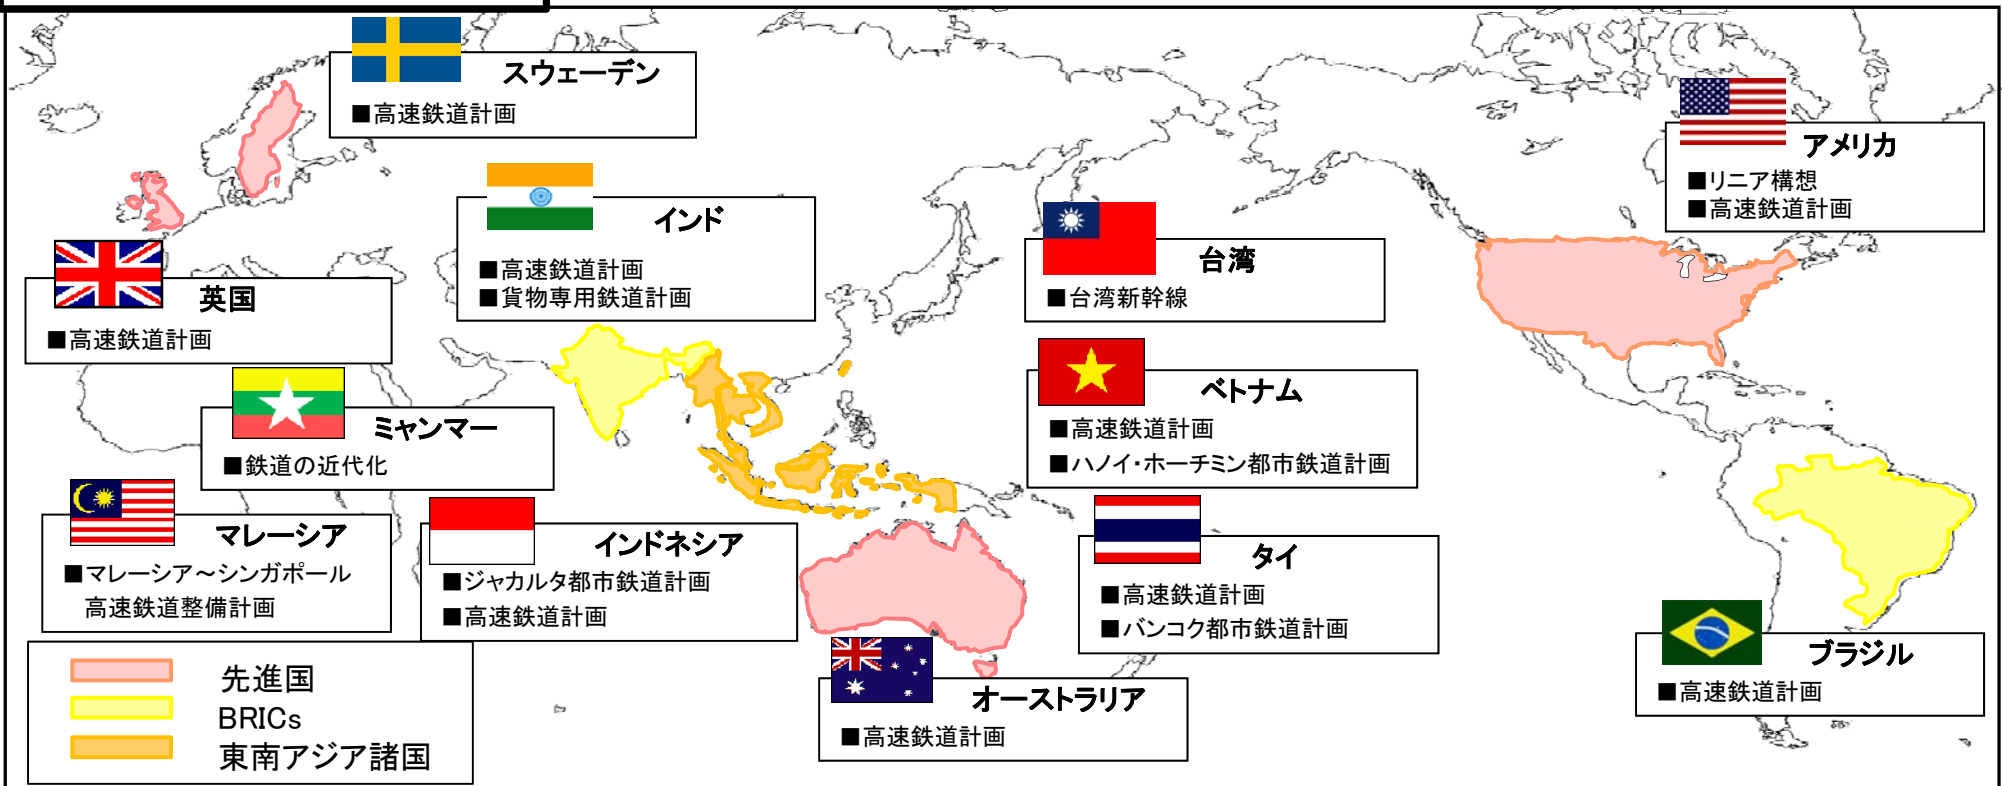 スウェーデン
■高速鉄道計画
アメリカ
■リニア構想
■高速鉄道計画
インド
■高速鉄道計画
■貨物専用鉄道計画
台湾
■台湾新幹線
英国
■高速鉄道計画
ベトナム
■高速鉄道計画
■ハノイ・ホーチミン都市鉄道計画
ミャンマー
■鉄道の近代化
マレーシア
■マレーシア～シンガポール
高速鉄道整備計画
インドネシア
■ジャカルタ都市鉄道計画
■高速鉄道計画
タイ
■高速鉄道計画
■バンコク都市鉄道計画
オーストラリア
■高速鉄道計画
ブラジル
■高速鉄道計画
先進国
BRICs
東南アジア諸国